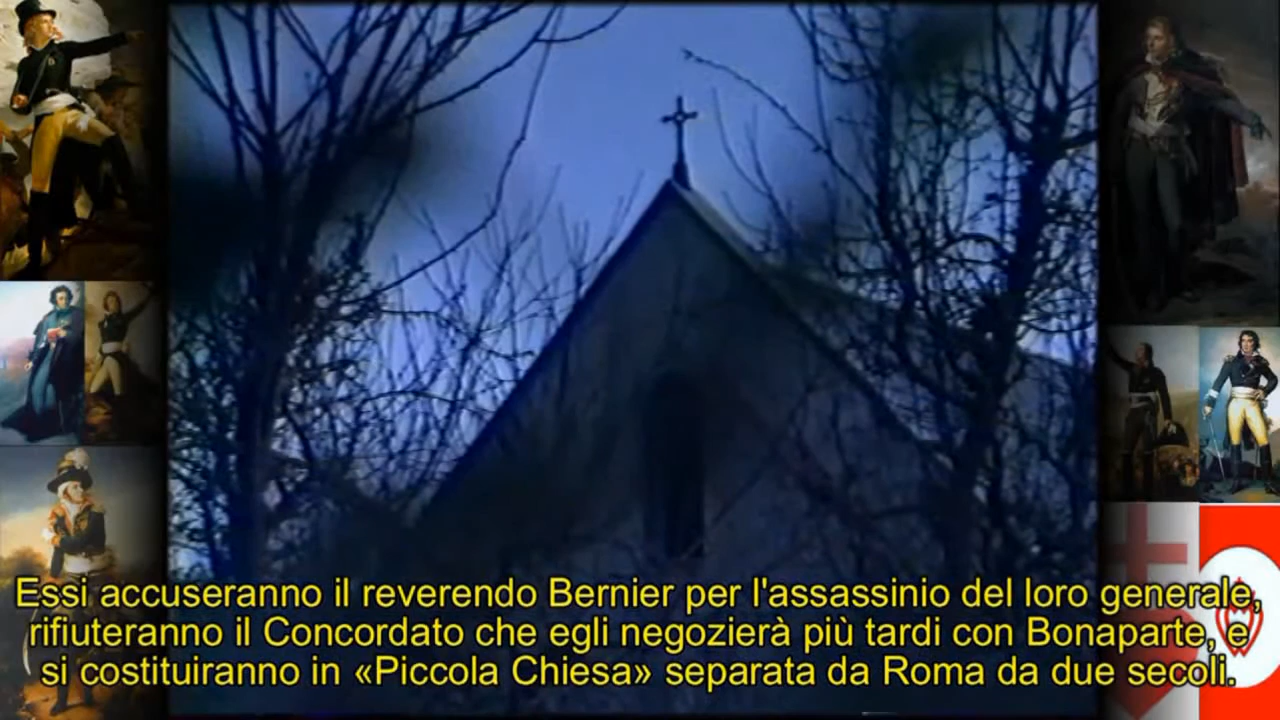 Essi accuseranno il reverendo Bernier per l'assassinio del loro generale,
rifiuteranno il Concordato che egli negozierà più tardi con Bonaparte, e
si costituiranno in «Piccola Chiesa» separata da Roma da due secoli.